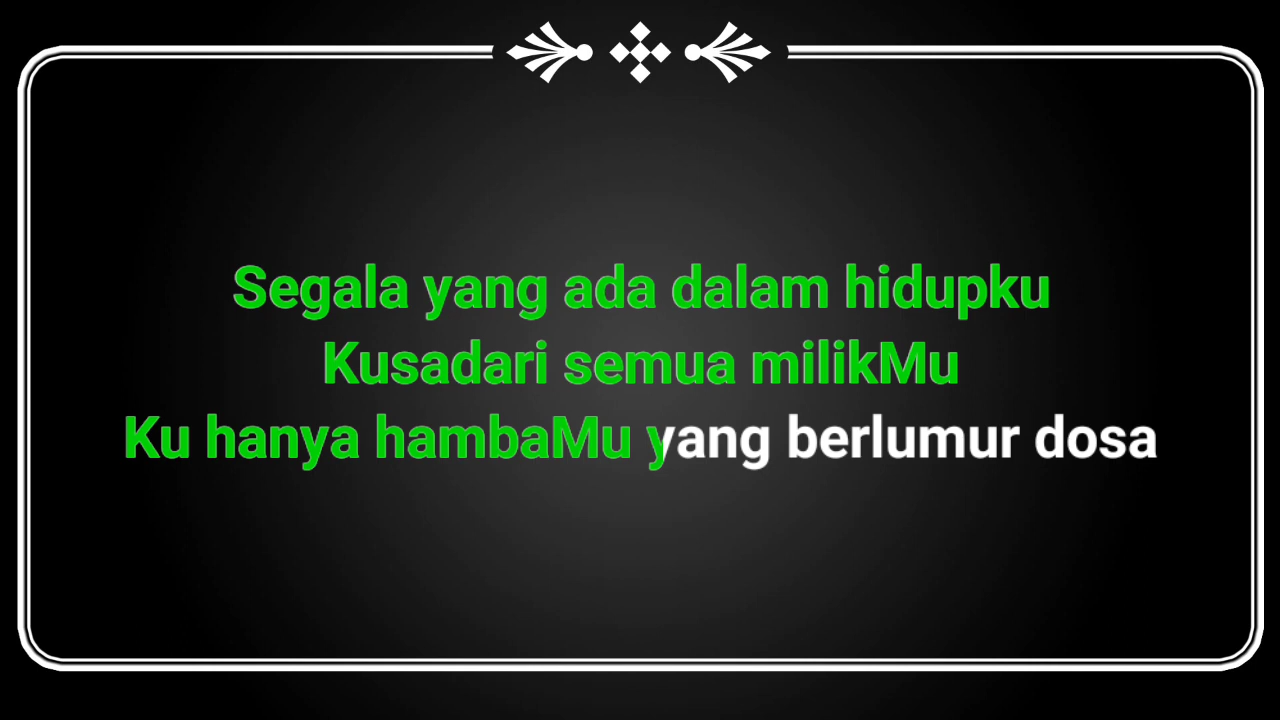 Segala yang ada dalam hidupku
Kusadari semua milikMu
Ku hanya hambaMu yang berlumur dosa